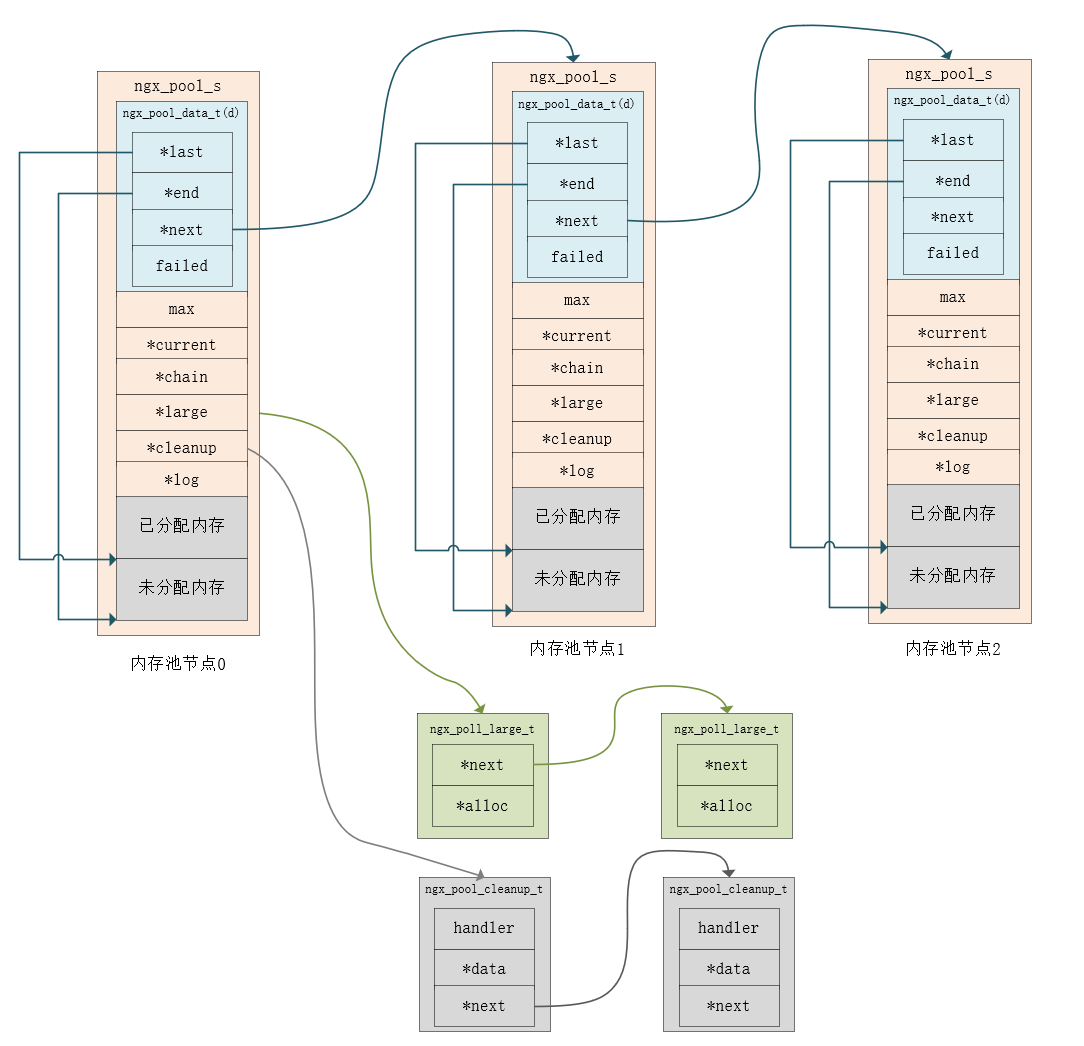 ngx_pool_s
ngx_pool_data_t(d)
*last
*end
*next
failed
max
*current
*chain
*large
*cleanup
*log
已分配内存
未分配内存
内存池节点0
ngx_pool_s
ngx_pool_data_t(d)
*last
*end
*next
failed
max
*current
*chain
*large
*cleanup
*log
已分配内存
未分配内存
内存池节点1
ngx_pool_s
ngx_pool_data_t(d)
*last
*end
*next
failed
max
*current
*chain
*large
*cleanup
*log
已分配内存
未分配内存
内存池节点2
ngx_poll_large_t
*next
*alloc
ngx_poll_large_t
*next
*alloc
ngx_pool_cleanup_t
handler
*data
*next
ngx_pool_cleanup_t
handler
*data
*next